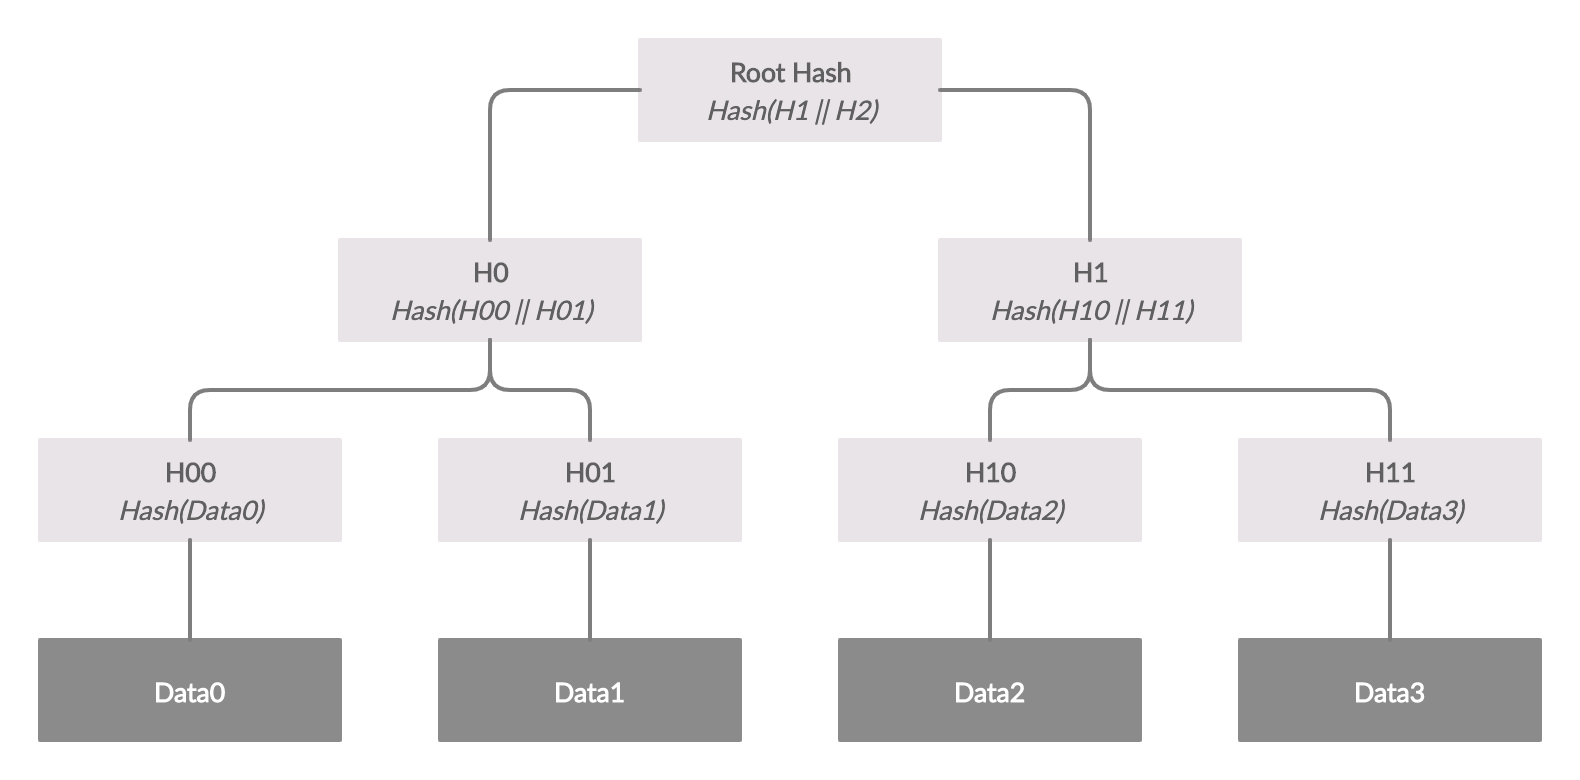 Root Hash
Hash(H1 || H2)
H0
Hash(H00 || H01)
H1
Hash(H10 || H11)
H00
Hash(Data0)
H01
Hash(Data1)
H10
Hash(Data2)
H11
Hash(Data3)
Data0
Data1
Data2
Data3